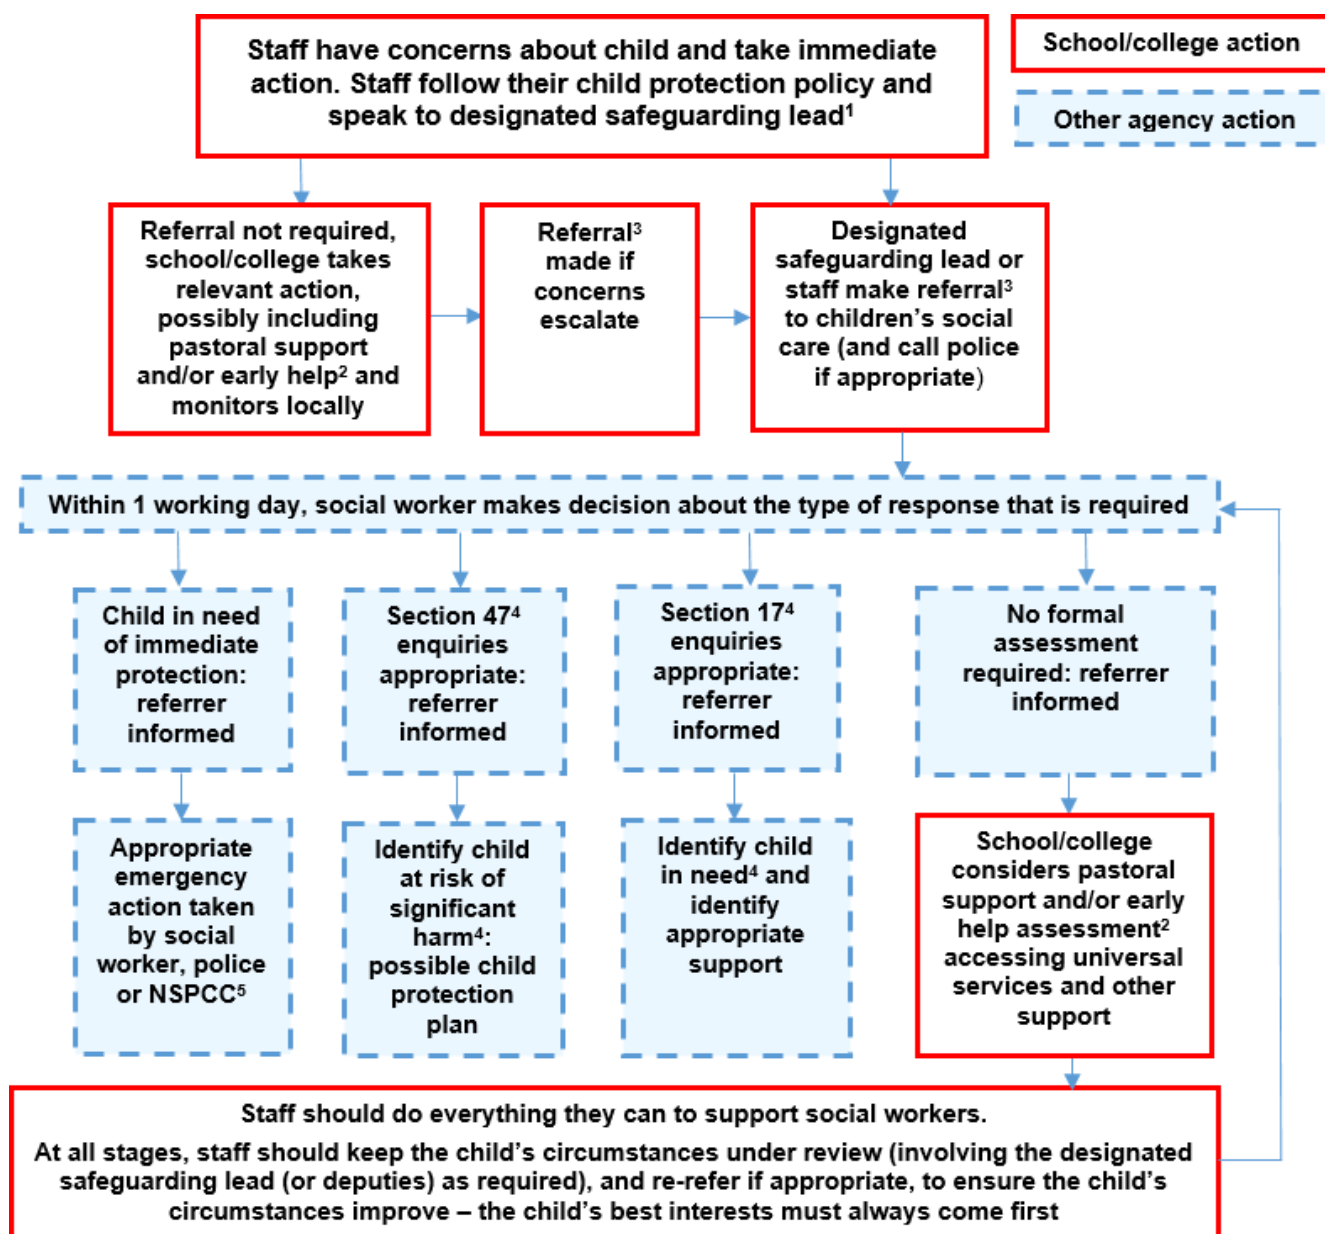 Staff have concerns about child and take immediate
action. Staff follow their child protection policy and
speak to designated safeguarding lead¹
School/college action
Other agency action
Referral not required,
school/college takes
relevant action,
possibly including
pastoral support
and/or early help² and
monitors locally
Referral³
made if
concerns
escalate
Designated
safeguarding lead or
staff make referral³
to children’s social
care (and call police
if appropriate)
Within 1 working day, social worker makes decision about the type of response that is required
Child in need
of immediate
protection:
referrer
informed
Section 47⁴
enquiries
appropriate:
referrer
informed
Section 17⁴
enquiries
appropriate:
referrer
informed
No formal
assessment
required: referrer
informed
Appropriate
emergency
action taken
by social
worker, police
or NSPCC⁵
Identify child
at risk of
significant
harm⁴:
possible child
protection
plan
Identify child
in need⁴ and
identify
appropriate
support
School/college
considers pastoral
support and/or early
help assessment²
accessing universal
services and other
support
Staff should do everything they can to support social workers.
At all stages, staff should keep the child’s circumstances under review (involving the designated
safeguarding lead (or deputies) as required), and re-refer if appropriate, to ensure the child’s
circumstances improve – the child’s best interests must always come first